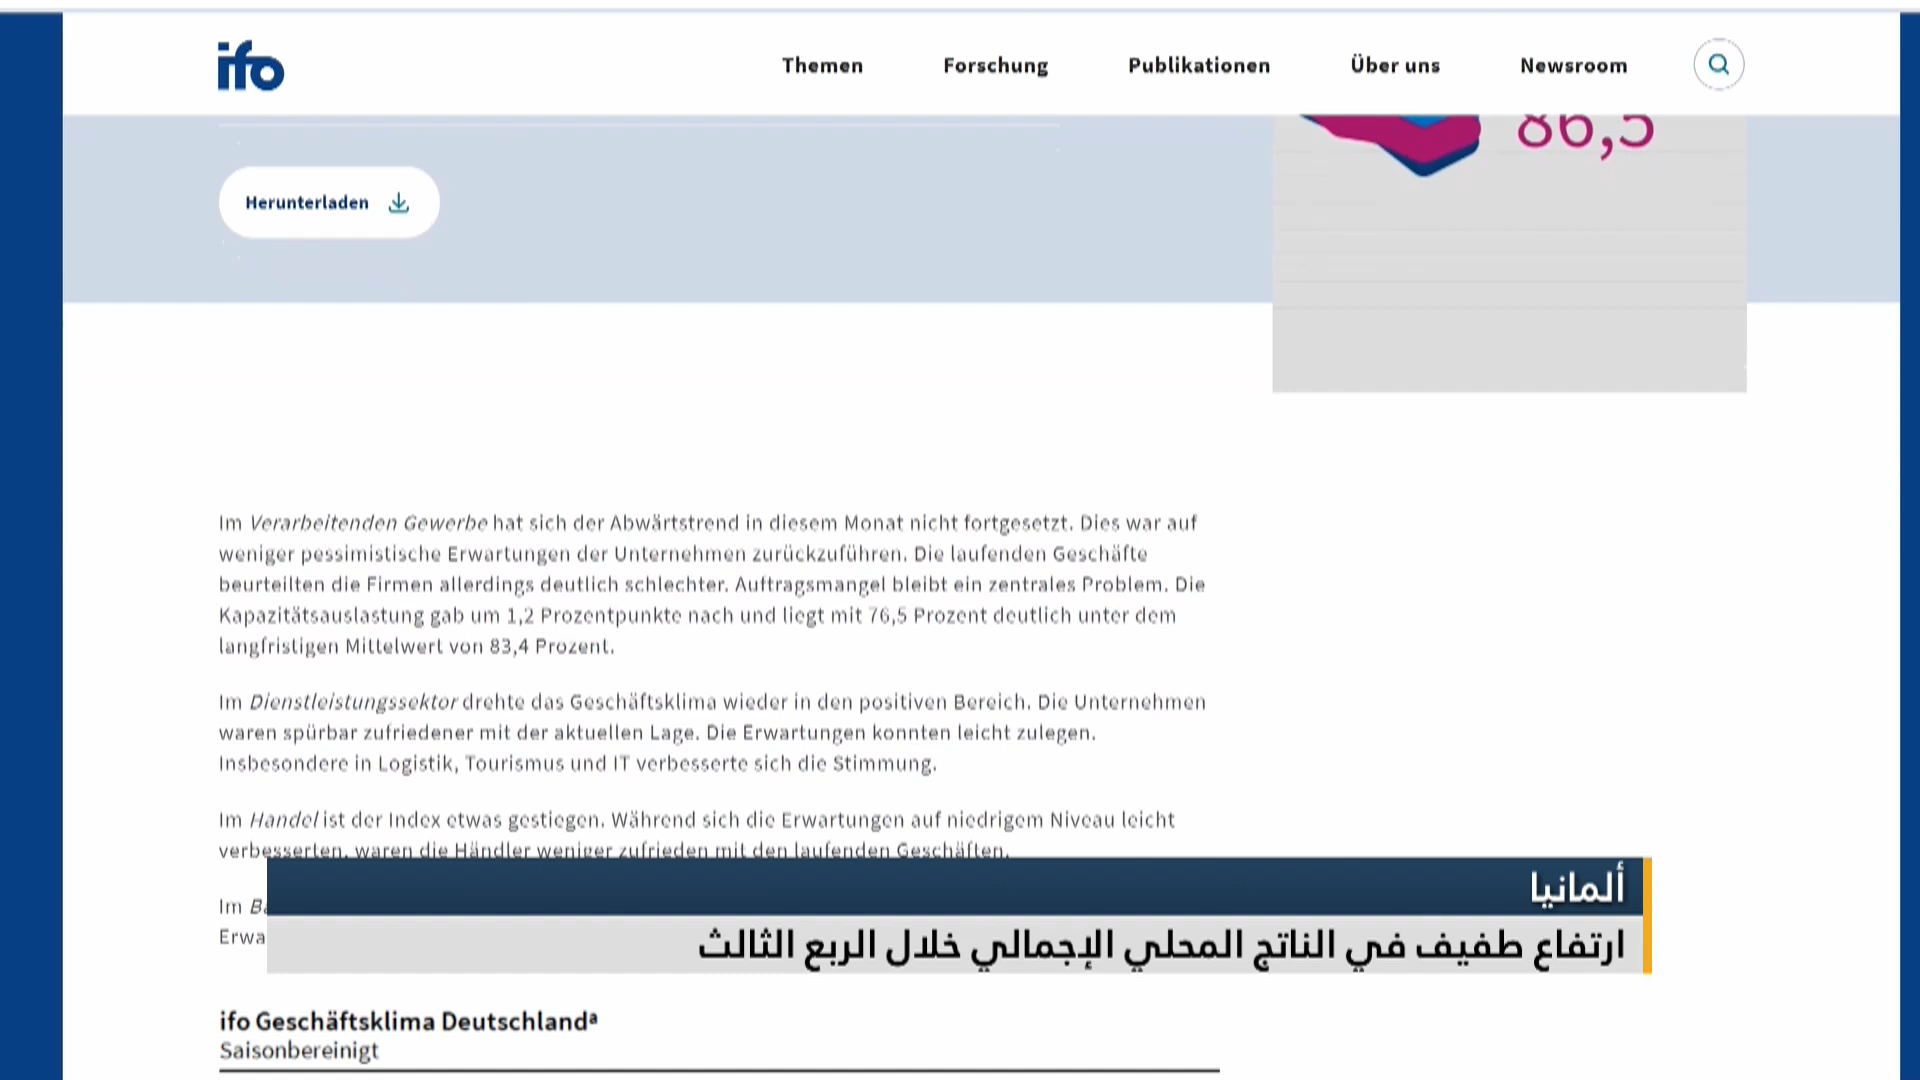 ifo
Themen
Forschung
Publikationen
Über uns
Newsroom
86,5
Herunterladen
Im Verarbeitenden Gewerbe hat sich der Abwärtstrend in diesem Monat nicht fortgesetzt. Dies war auf
weniger pessimistische Erwartungen der Unternehmen zurückzuführen. Die laufenden Geschäfte
beurteilten die Firmen allerdings deutlich schlechter. Auftragsmangel bleibt ein zentrales Problem. Die
Kapazitätsauslastung gab um 1,2 Prozentpunkte nach und liegt mit 76,5 Prozent deutlich unter dem
langfristigen Mittelwert von 83,4 Prozent.
Im Dienstleistungssektor drehte das Geschäftsklima wieder in den positiven Bereich. Die Unternehmen
waren spürbar zufriedener mit der aktuellen Lage. Die Erwartungen konnten leicht zulegen.
Insbesondere in Logistik, Tourismus und IT verbesserte sich die Stimmung.
Im Handel ist der Index etwas gestiegen. Während sich die Erwartungen auf niedrigem Niveau leicht
verbesserten, waren die Händler weniger zufrieden mit den laufenden Geschäften.
Im
ألمانيا
ارتفاع طفيف في الناتج المحلي الإجمالي خلال الربع الثالث
ifo Geschäftsklima Deutschlandᵃ
Saisonbereinigt